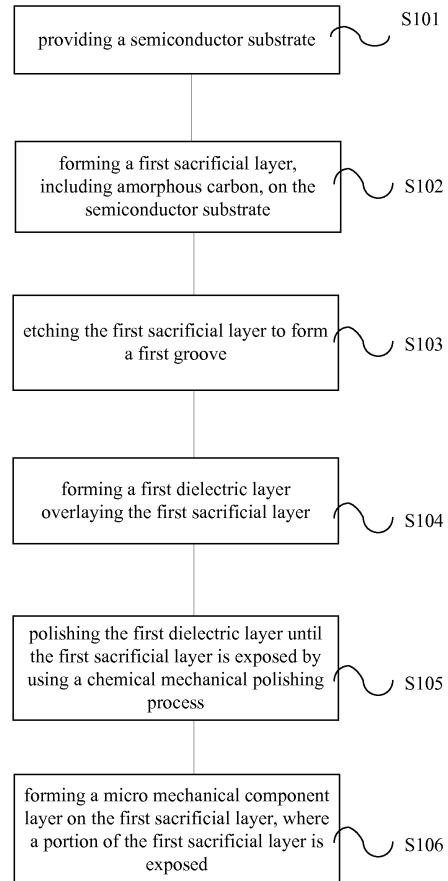 S101
providing a semiconductor substrate
forming a first sacrificial layer,
including amorphous carbon, on the
semiconductor substrate
S102
etching the first sacrificial layer to form
a first groove
S103
forming a first dielectric layer
overlaying the first sacrificial layer
S104
polishing the first dielectric layer until
the first sacrificial layer is exposed by
using a chemical mechanical polishing
process
S105
forming a micro mechanical component
layer on the first sacrificial layer, where
a portion of the first sacrificial layer is
exposed
S106